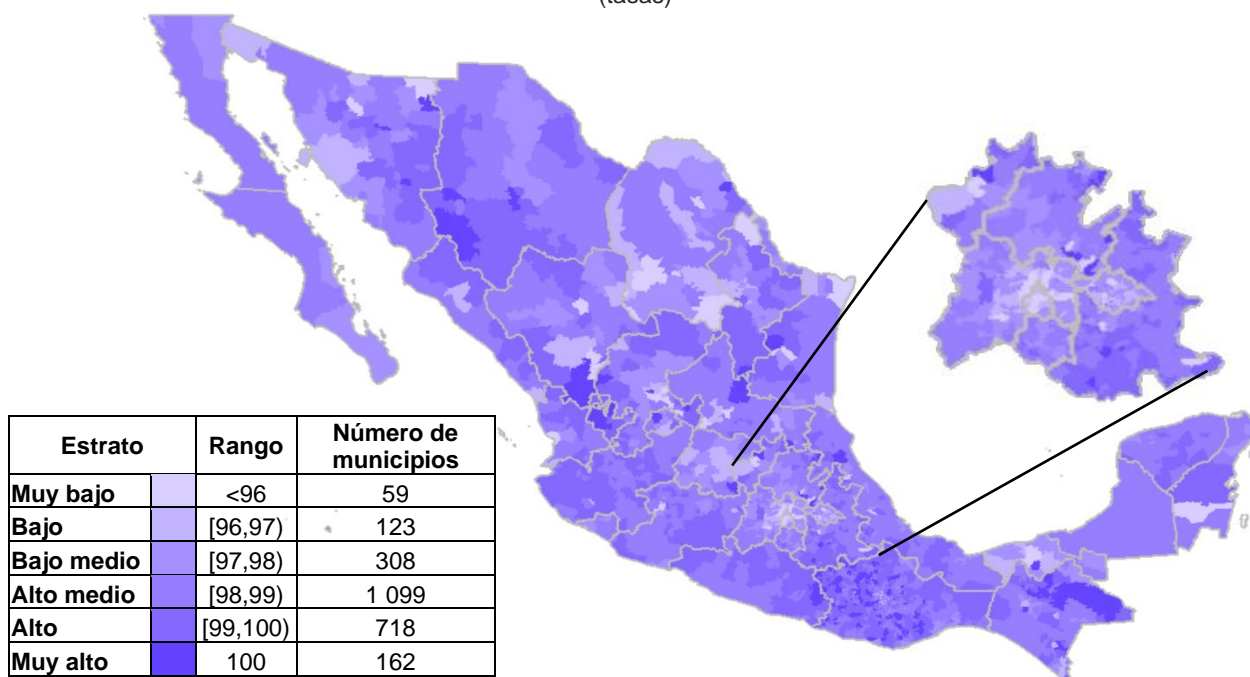 (tasas)
Estrato Rango Número de municipios
Muy bajo <96 59
Bajo [96,97) 123
Bajo medio [97,98) 308
Alto medio [98,99) 1 099
Alto [99,100) 718
Muy alto 100 162